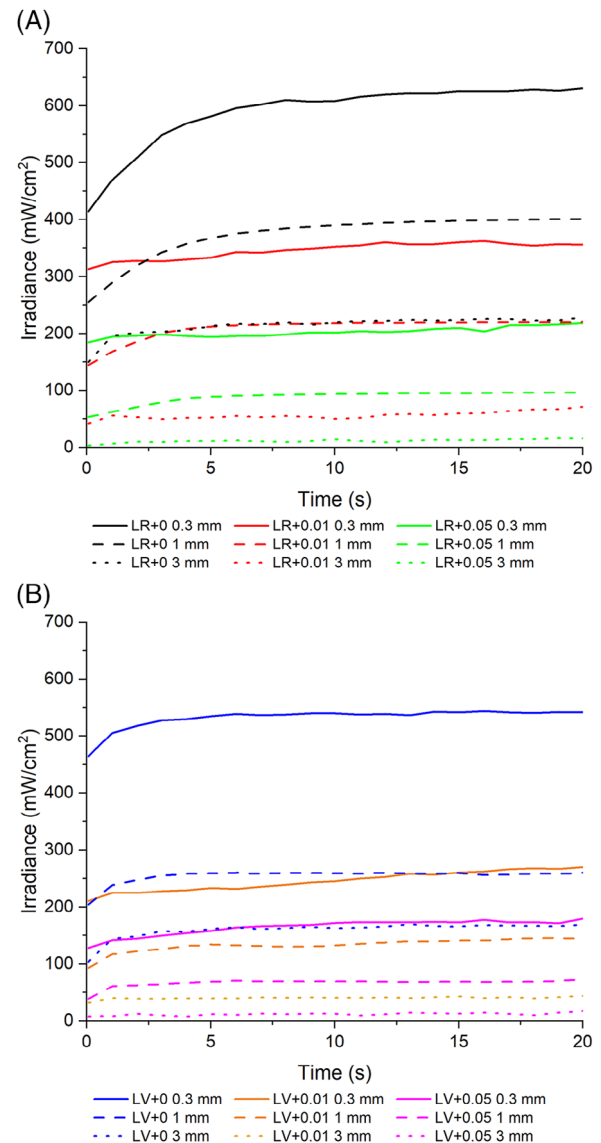 (A)
700
600
500
400
300
200
100
0
Irradiance (mW/cm²)
0 5 10 15 20
Time (s)
LR+0 0.3 mm LR+0.01 0.3 mm LR+0.05 0.3 mm
LR+0 1 mm LR+0.01 1 mm LR+0.05 1 mm
LR+0 3 mm LR+0.01 3 mm LR+0.05 3 mm
(B)
700
600
500
400
300
200
100
0
Irradiance (mW/cm²)
0 5 10 15 20
Time (s)
LV+0 0.3 mm LV+0.01 0.3 mm LV+0.05 0.3 mm
LV+0 1 mm LV+0.01 1 mm LV+0.05 1 mm
LV+0 3 mm LV+0.01 3 mm LV+0.05 3 mm